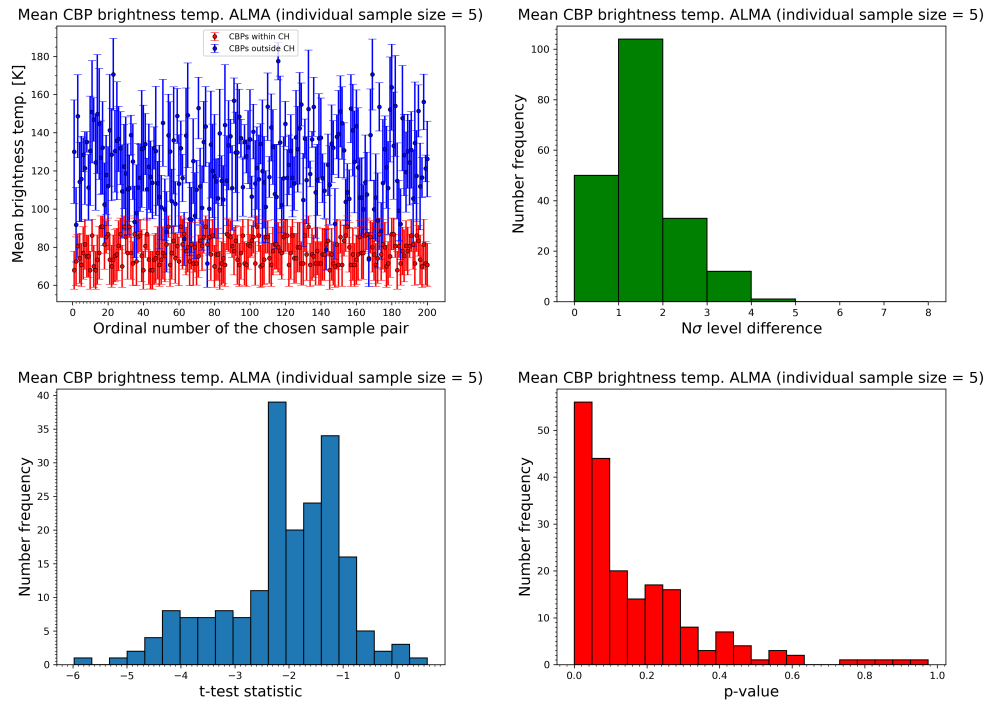 Mean CBP brightness temp. ALMA (individual sample size = 5)
Mean brightness temp. [K]
180
160
140
120
100
80
60
CBPs within CH
CBPs outside CH
0 20 40 60 80 100 120 140 160 180 200
Ordinal number of the chosen sample pair
Mean CBP brightness temp. ALMA (individual sample size = 5)
Number frequency
100
80
60
40
20
0
0 1 2 3 4 5 6 7 8
Nσ level difference
Mean CBP brightness temp. ALMA (individual sample size = 5)
Number frequency
40
35
30
25
20
15
10
5
0
−6 −5 −4 −3 −2 −1 0
t-test statistic
Mean CBP brightness temp. ALMA (individual sample size = 5)
Number frequency
50
40
30
20
10
0
0.0 0.2 0.4 0.6 0.8 1.0
p-value